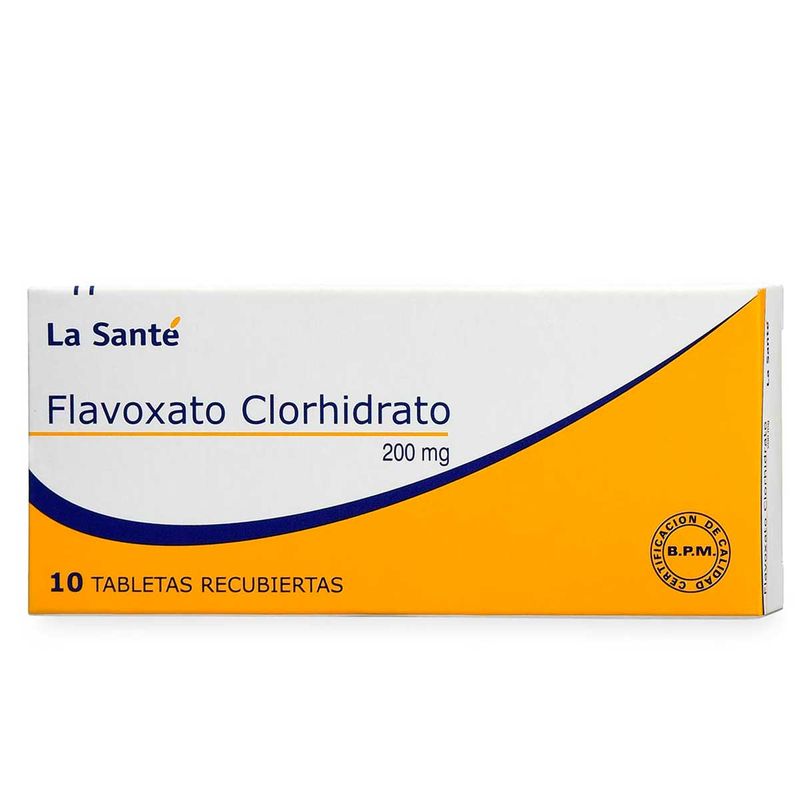 La Santé
Flavoxato Clorhidrato
200 mg
10 TABLETAS RECUBIERTAS
CERTIFICACION DE CALIDAD
B.P.M.
La Santé
Flavoxato Clorhidrato